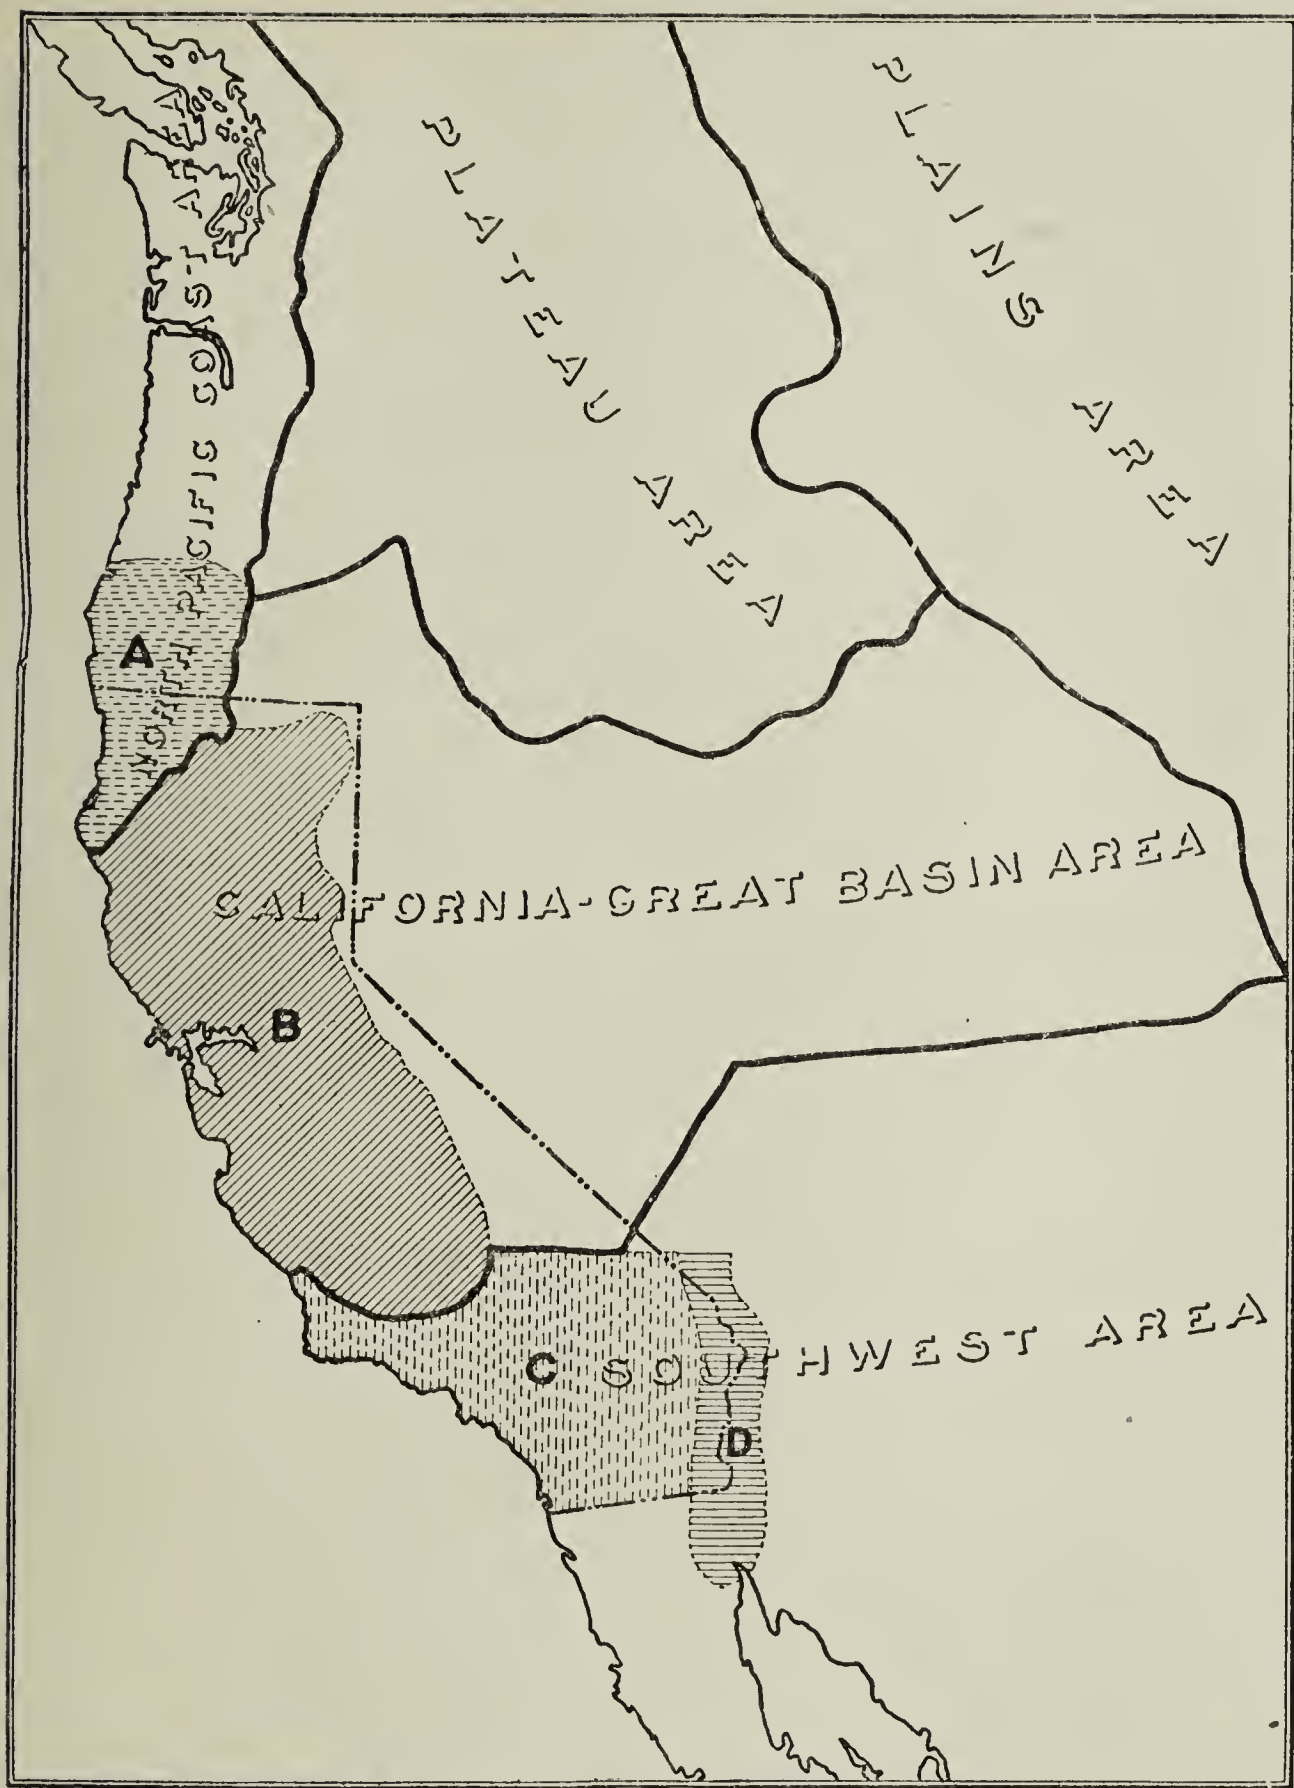 PLAINS AREA
PLATEAU AREA
NORTH PACIFIC COAST AREA
A
CALIFORNIA-GREAT BASIN AREA
B
C
SOUTHWEST AREA
D